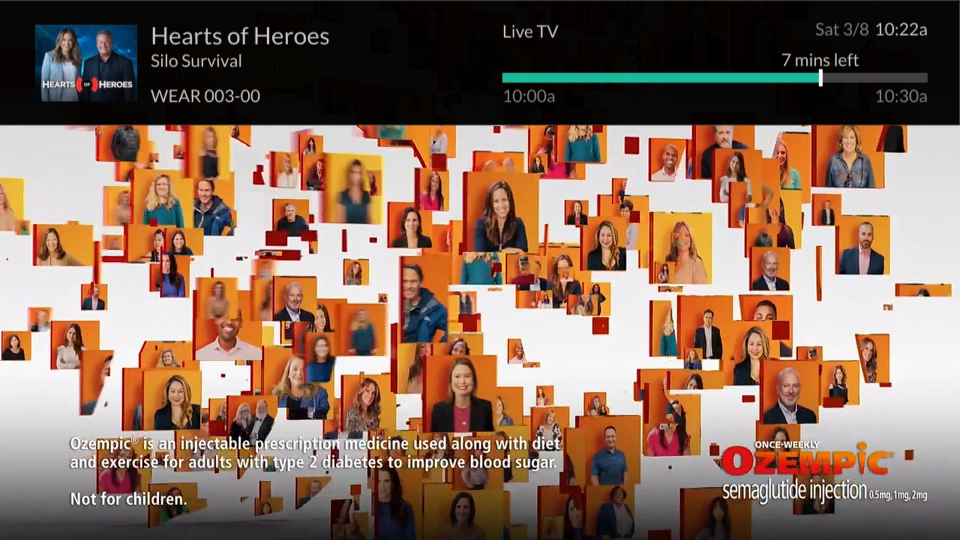 Hearts of Heroes
Silo Survival
WEAR 003-00
HEARTS OF HEROES
Live TV
Sat 3/8 10:22a
7 mins left
10:00a
10:30a
Ozempic® is an injectable prescription medicine used along with diet
and exercise for adults with type 2 diabetes to improve blood sugar.
Not for children.
ONCE-WEEKLY
OZEMPIC®
semaglutide injection 0.5mg, 1mg, 2mg